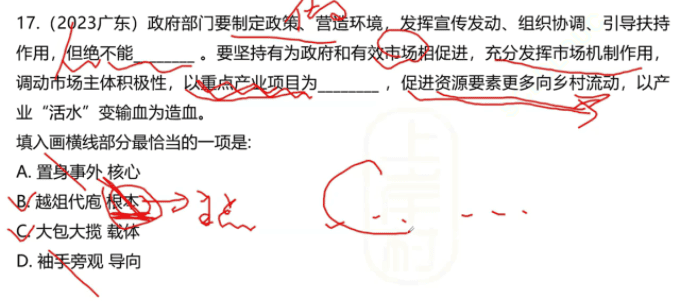 17.（2023广东）政府部门要制定政策、营造环境，发挥宣传发动、组织协调、引导扶持
作用，但绝不能________。要坚持有为政府和有效市场相促进，充分发挥市场机制作用，
调动市场主体积极性，以重点产业项目为________，促进资源要素更多向乡村流动，以产
业“活水”变输血为造血。
填入画横线部分最恰当的一项是:
A. 置身事外 核心
B. 越俎代庖 根本
C. 大包大揽 载体
D. 袖手旁观 导向